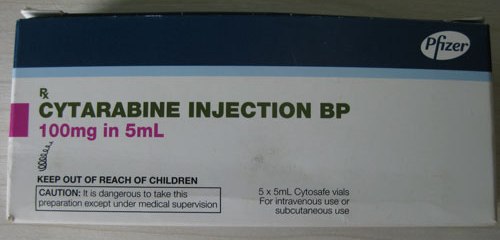 Pfizer
Rx
CYTARABINE INJECTION BP
100mg in 5mL
KEEP OUT OF REACH OF CHILDREN
CAUTION: It is dangerous to take this
preparation except under medical supervision
5 x 5mL Cytosafe vials
For intravenous use or
subcutaneous use